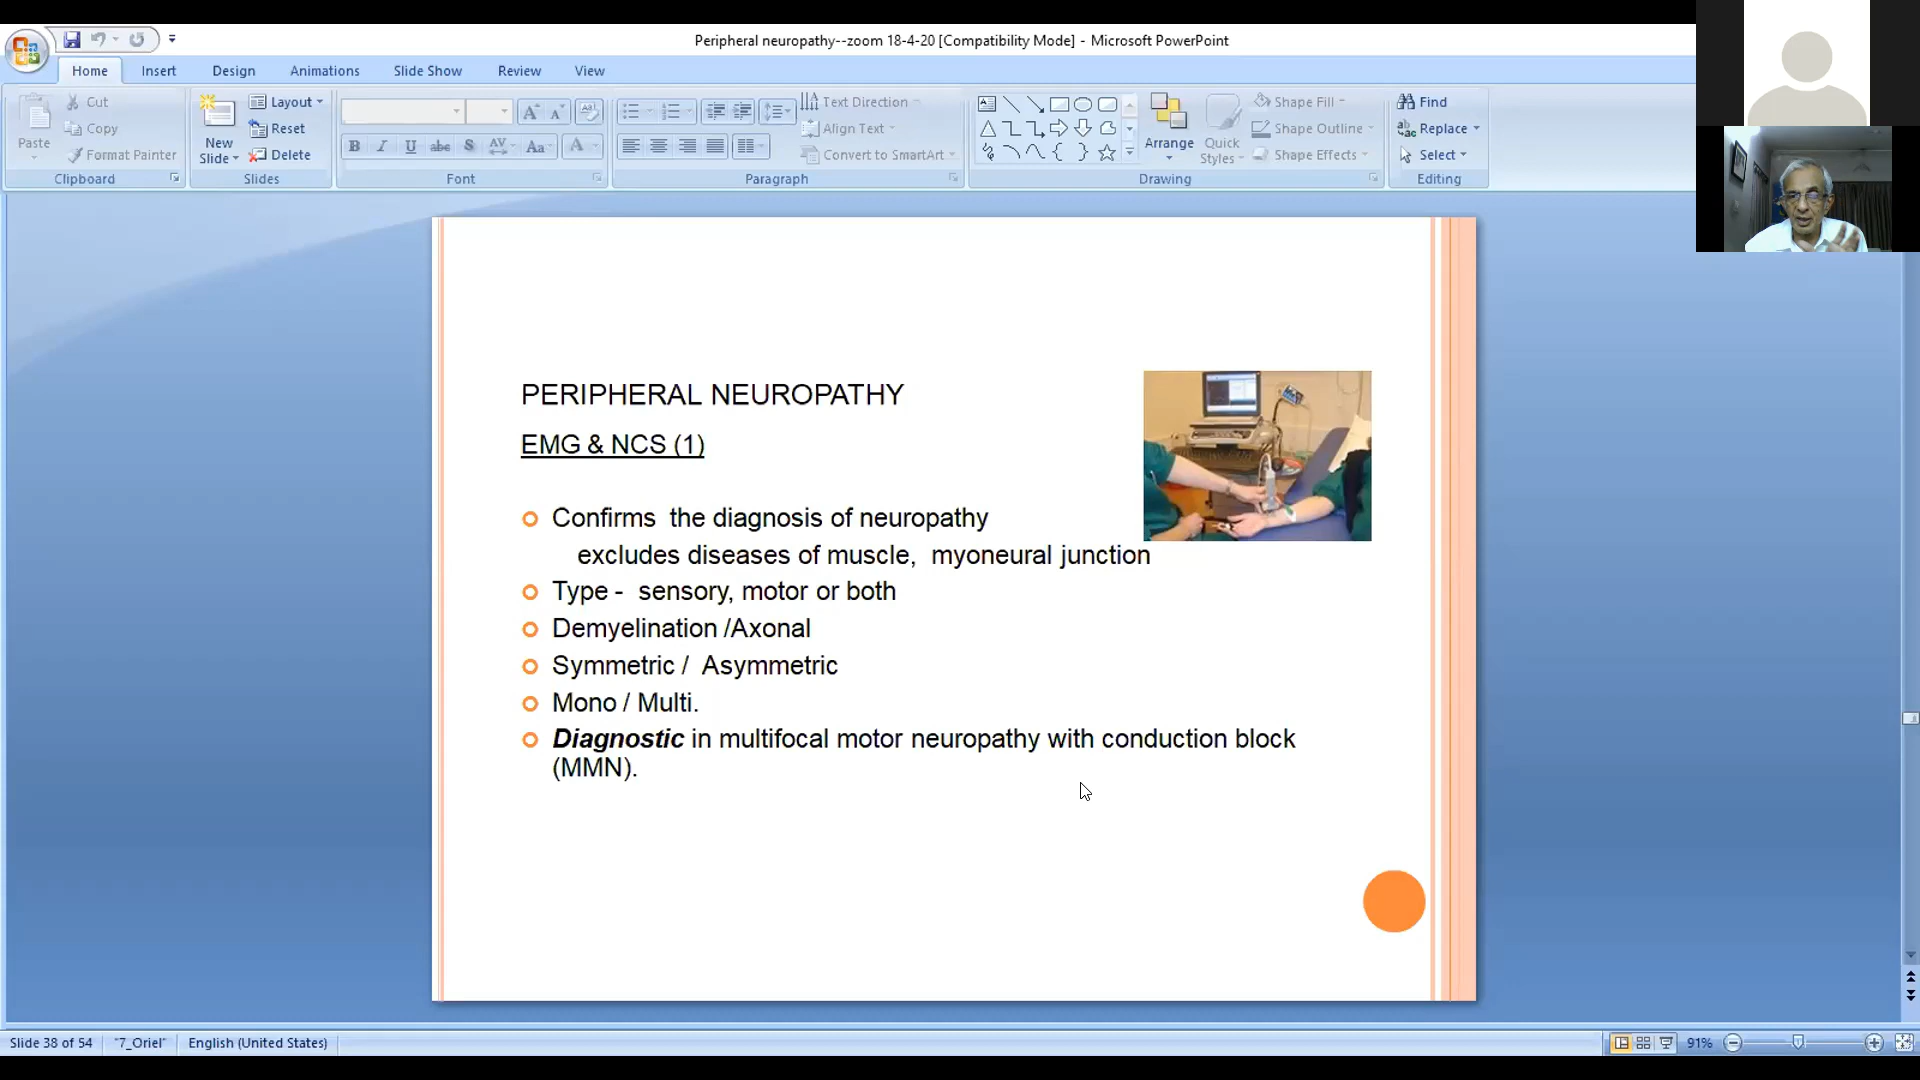 Peripheral neuropathy--zoom 18-4-20 [Compatibility Mode] - Microsoft PowerPoint
Home Insert Design Animations Slide Show Review View
Paste
Cut
Copy
Format Painter
Clipboard
New
Slide
Layout
Reset
Delete
Slides
B I U abc S AV Aa A
Font
Text Direction
Align Text
Convert to SmartArt
Paragraph
Arrange
Quick
Styles
Shape Fill
Shape Outline
Shape Effects
Drawing
Find
Replace
Select
Editing
PERIPHERAL NEUROPATHY
EMG & NCS (1)
Confirms the diagnosis of neuropathy
excludes diseases of muscle, myoneural junction
Type - sensory, motor or both
Demyelination /Axonal
Symmetric / Asymmetric
Mono / Multi.
Diagnostic in multifocal motor neuropathy with conduction block
(MMN).
Slide 38 of 54 "7_Oriel" English (United States) 91%